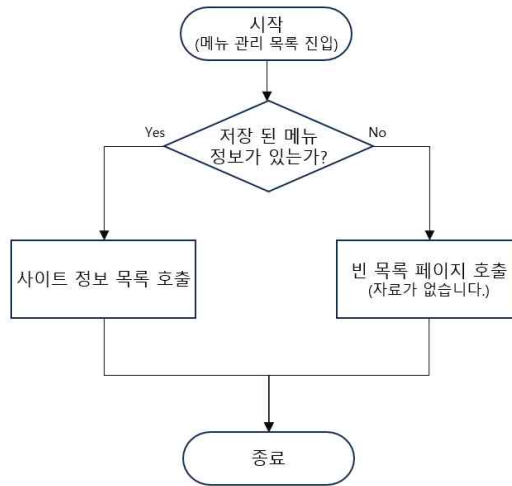 시작
(메뉴 관리 목록 진입)
저장 된 메뉴
정보가 있는가?
Yes
No
사이트 정보 목록 호출
빈 목록 페이지 호출
(자료가 없습니다.)
종료